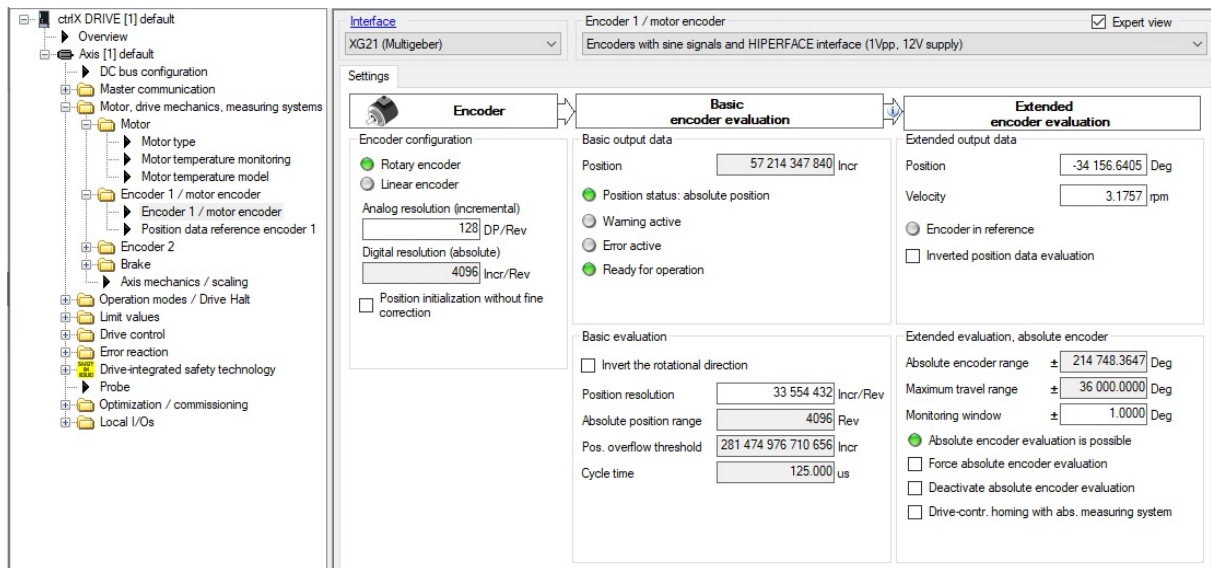 ctrlX DRIVE [1] default
Overview
Axis [1] default
DC bus configuration
Master communication
Motor, drive mechanics, measuring systems
Motor
Motor type
Motor temperature monitoring
Motor temperature model
Encoder 1 / motor encoder
Encoder 1 / motor encoder
Position data reference encoder 1
Encoder 2
Brake
Axis mechanics / scaling
Operation modes / Drive Halt
Limit values
Drive control
Error reaction
Drive-integrated safety technology
Probe
Optimization / commissioning
Local I/Os
Interface
XG21 (Multigeber)
Encoder 1 / motor encoder
Expert view
Encoders with sine signals and HIPERFACE interface (1Vpp, 12V supply)
Settings
Encoder
Basic
encoder evaluation
Extended
encoder evaluation
Encoder configuration
Rotary encoder
Linear encoder
Analog resolution (incremental)
128 DP/Rev
Digital resolution (absolute)
4096 Incr/Rev
Position initialization without fine
correction
Basic output data
Position 57 214 347 840 Incr
Position status: absolute position
Warning active
Error active
Ready for operation
Basic evaluation
Invert the rotational direction
Position resolution 33 554 432 Incr/Rev
Absolute position range 4096 Rev
Pos. overflow threshold 281 474 976 710 656 Incr
Cycle time 125.000 us
Extended output data
Position -34 156.6405 Deg
Velocity 3.1757 rpm
Encoder in reference
Inverted position data evaluation
Extended evaluation, absolute encoder
Absolute encoder range ± 214 748.3647 Deg
Maximum travel range ± 36 000.0000 Deg
Monitoring window ± 1.0000 Deg
Absolute encoder evaluation is possible
Force absolute encoder evaluation
Deactivate absolute encoder evaluation
Drive-contr. homing with abs. measuring system